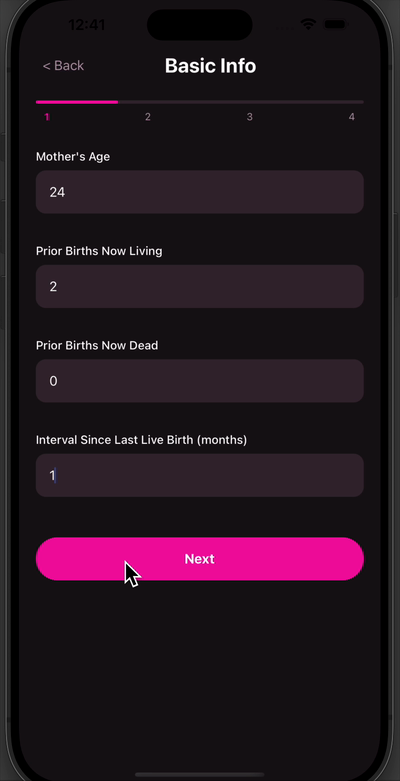 12:41
< Back
Basic Info
1 2 3 4
Mother's Age
24
Prior Births Now Living
2
Prior Births Now Dead
0
Interval Since Last Live Birth (months)
1
Next